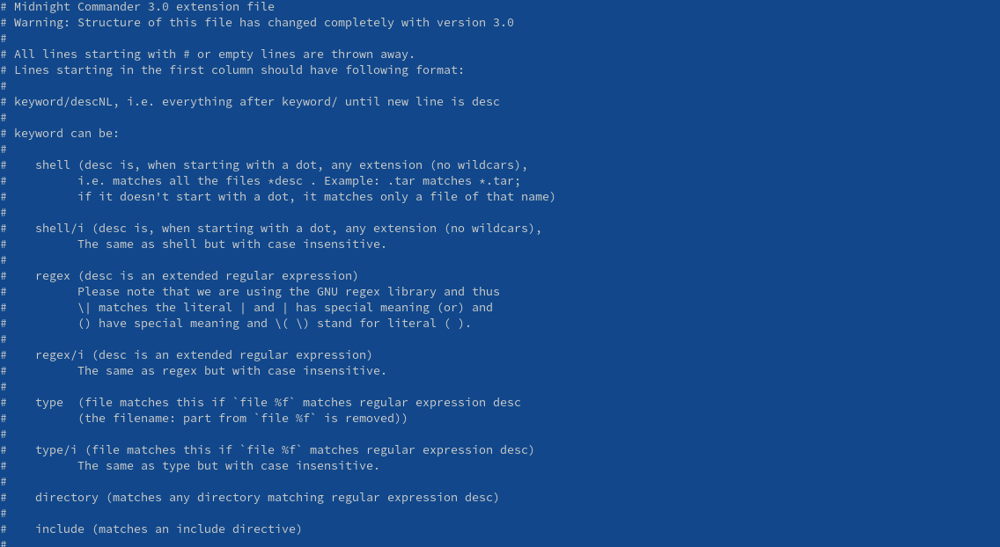 # Midnight Commander 3.0 extension file
# Warning: Structure of this file has changed completely with version 3.0
#
# All lines starting with # or empty lines are thrown away.
# Lines starting in the first column should have following format:
#
# keyword/descNL, i.e. everything after keyword/ until new line is desc
#
# keyword can be:
#
#    shell (desc is, when starting with a dot, any extension (no wildcars),
#          i.e. matches all the files *desc . Example: .tar matches *.tar;
#          if it doesn't start with a dot, it matches only a file of that name)
#
#    shell/i (desc is, when starting with a dot, any extension (no wildcars),
#          The same as shell but with case insensitive.
#
#    regex (desc is an extended regular expression)
#          Please note that we are using the GNU regex library and thus
#          \| matches the literal | and | has special meaning (or) and
#          () have special meaning and \( \) stand for literal ( ).
#
#    regex/i (desc is an extended regular expression)
#          The same as regex but with case insensitive.
#
#    type  (file matches this if `file %f` matches regular expression desc
#          (the filename: part from `file %f` is removed))
#
#    type/i (file matches this if `file %f` matches regular expression desc)
#          The same as type but with case insensitive.
#
#    directory (matches any directory matching regular expression desc)
#
#    include (matches an include directive)
#